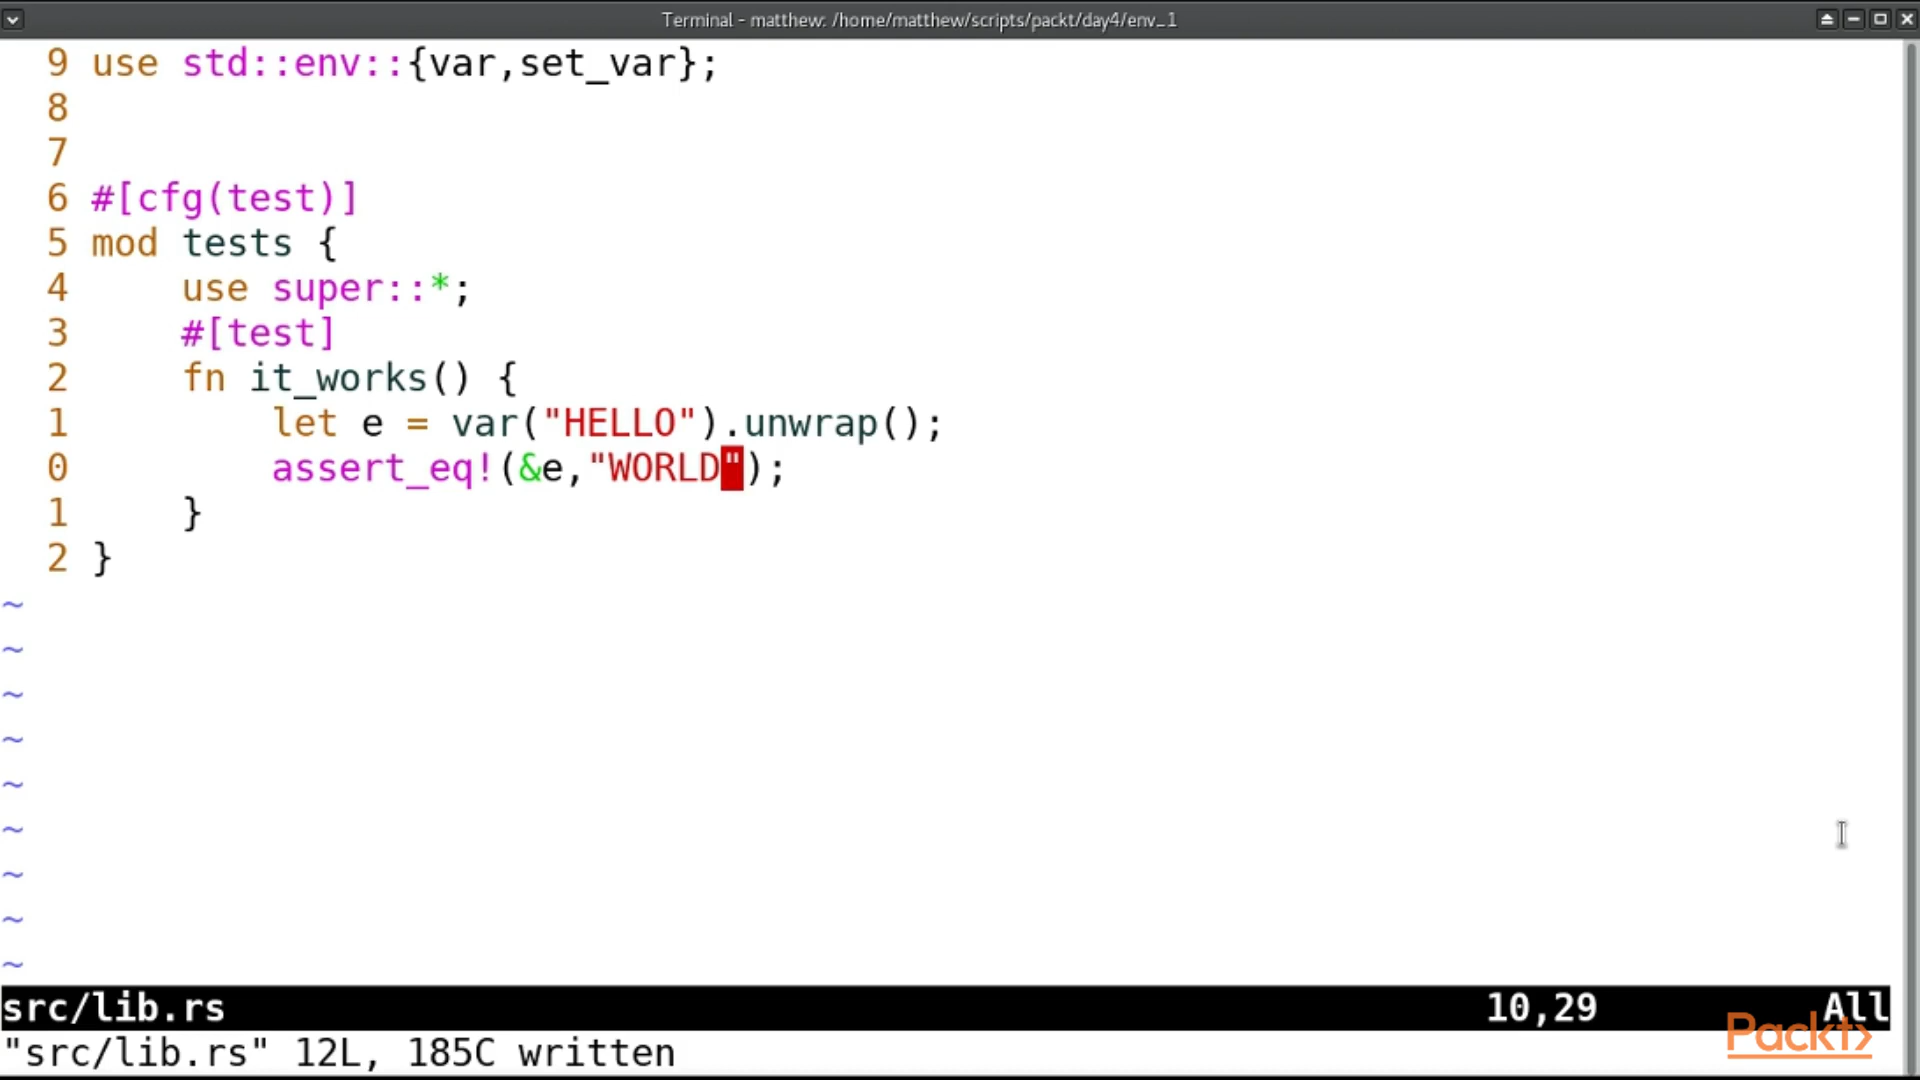 Terminal - matthew: /home/matthew/scripts/packt/day4/env_1
9 use std::env::{var,set_var};
8
7
6 #[cfg(test)]
5 mod tests {
4     use super::*;
3     #[test]
2     fn it_works() {
1         let e = var("HELLO").unwrap();
0         assert_eq!(&e,"WORLD");
1     }
2 }
~
~
~
~
~
~
~
~
~
src/lib.rs 10,29 All
"src/lib.rs" 12L, 185C written
Packt>